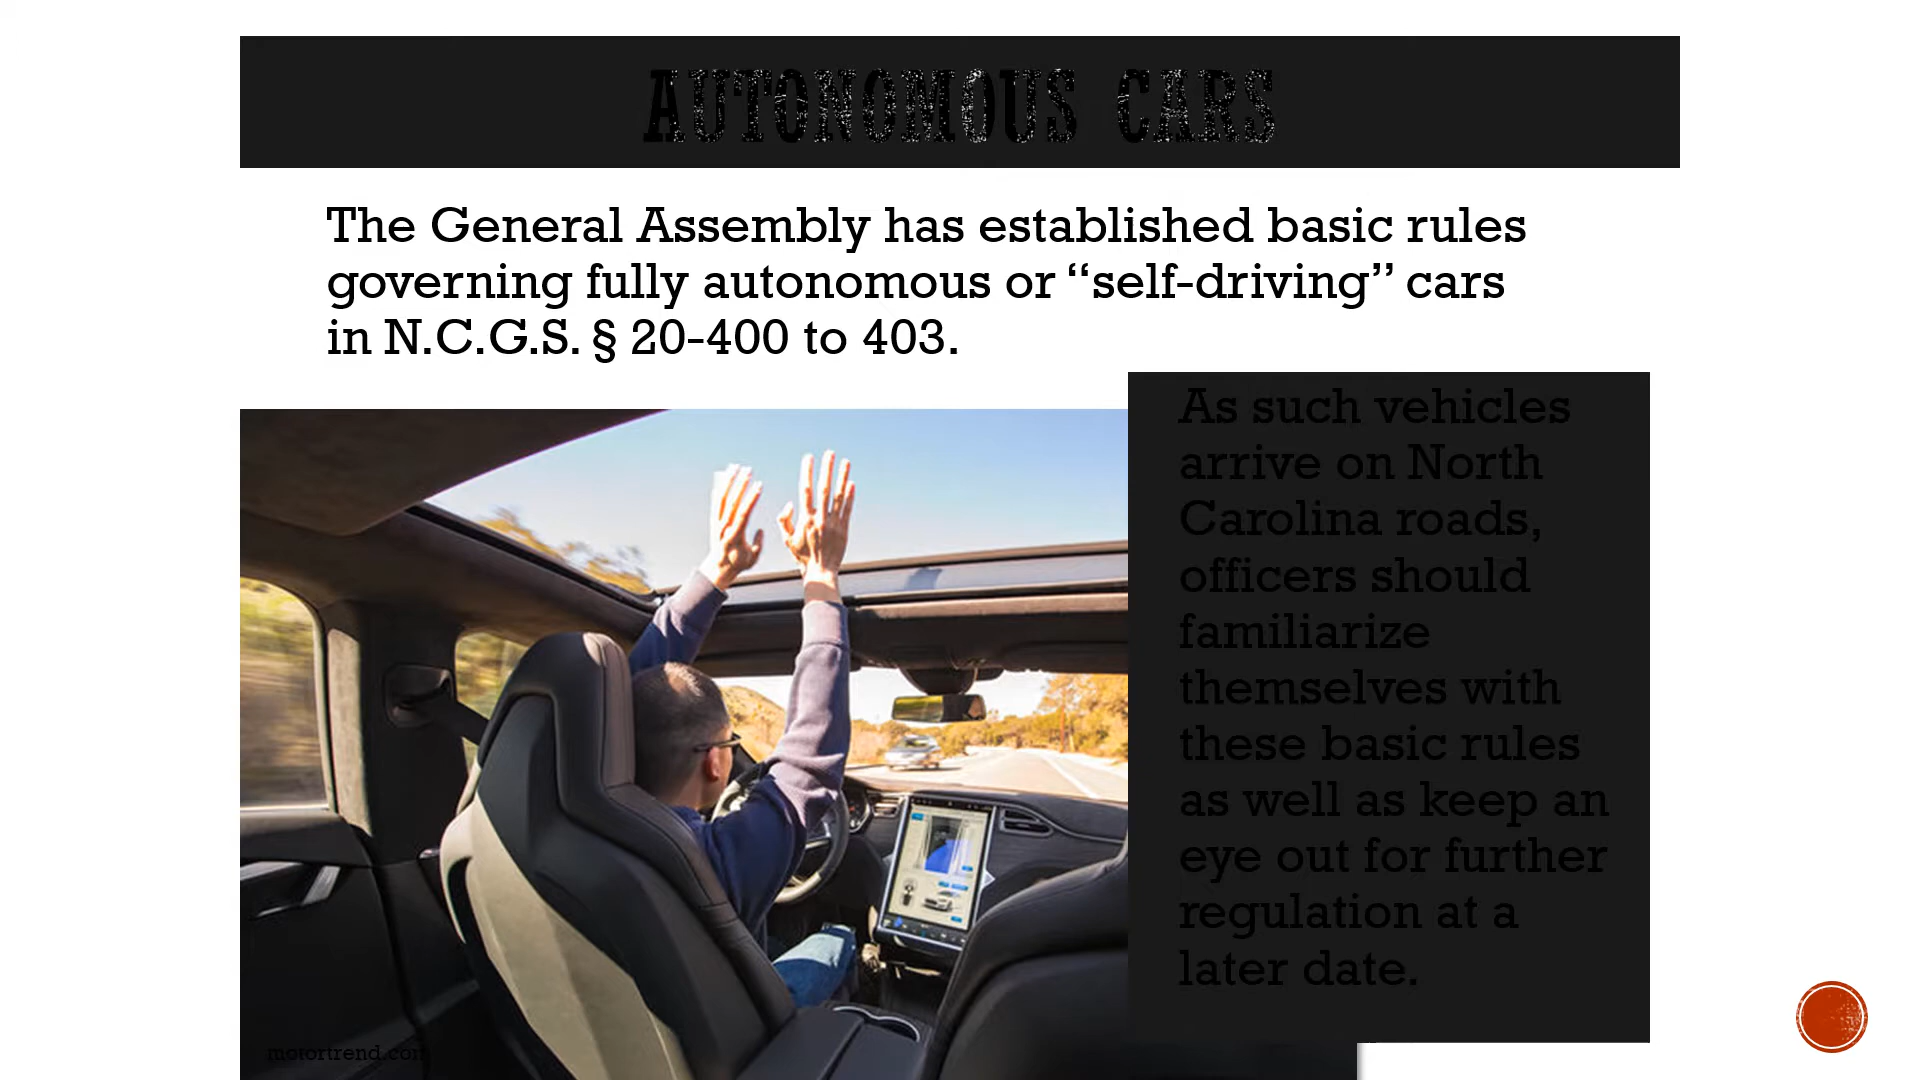 AUTONOMOUS CARS
The General Assembly has established basic rules
governing fully autonomous or “self-driving” cars
in N.C.G.S. § 20-400 to 403.
As such vehicles
arrive on North
Carolina roads,
officers should
familiarize
themselves with
these basic rules
as well as keep an
eye out for further
regulation at a
later date.
motortrend.com